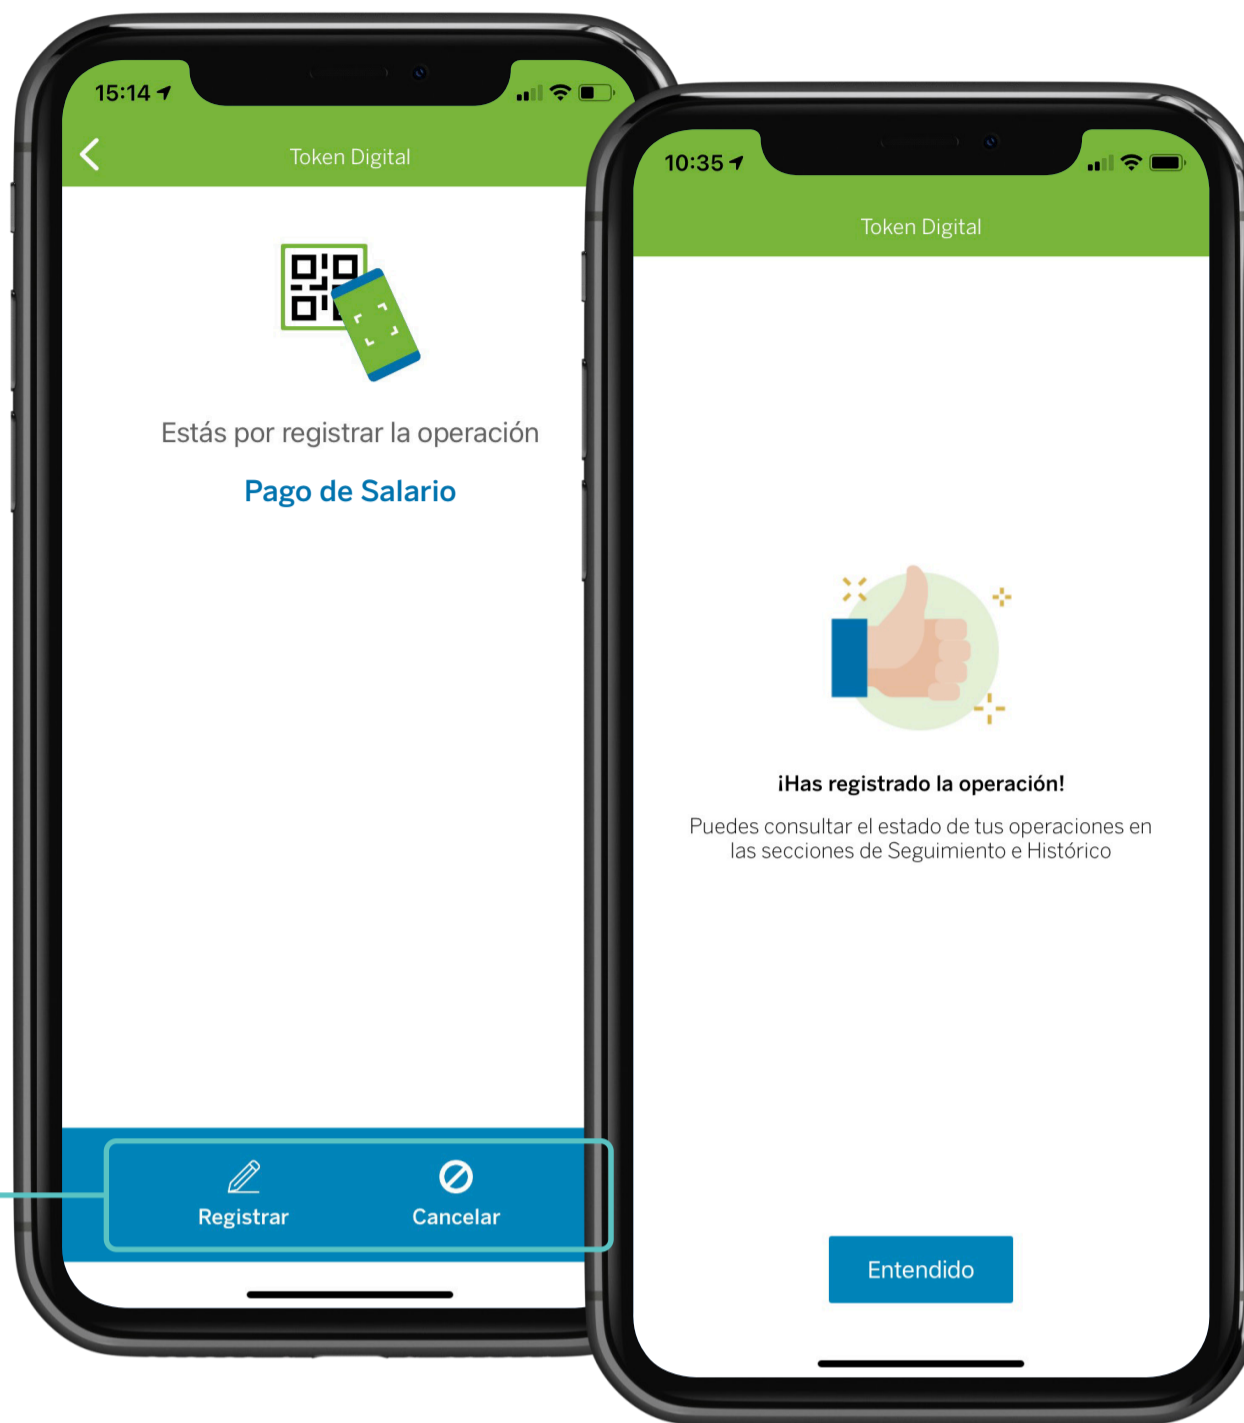 15:14
Token Digital
Estás por registrar la operación
Pago de Salario
Registrar
Cancelar
10:35
Token Digital
¡Has registrado la operación!
Puedes consultar el estado de tus operaciones en
las secciones de Seguimiento e Histórico
Entendido